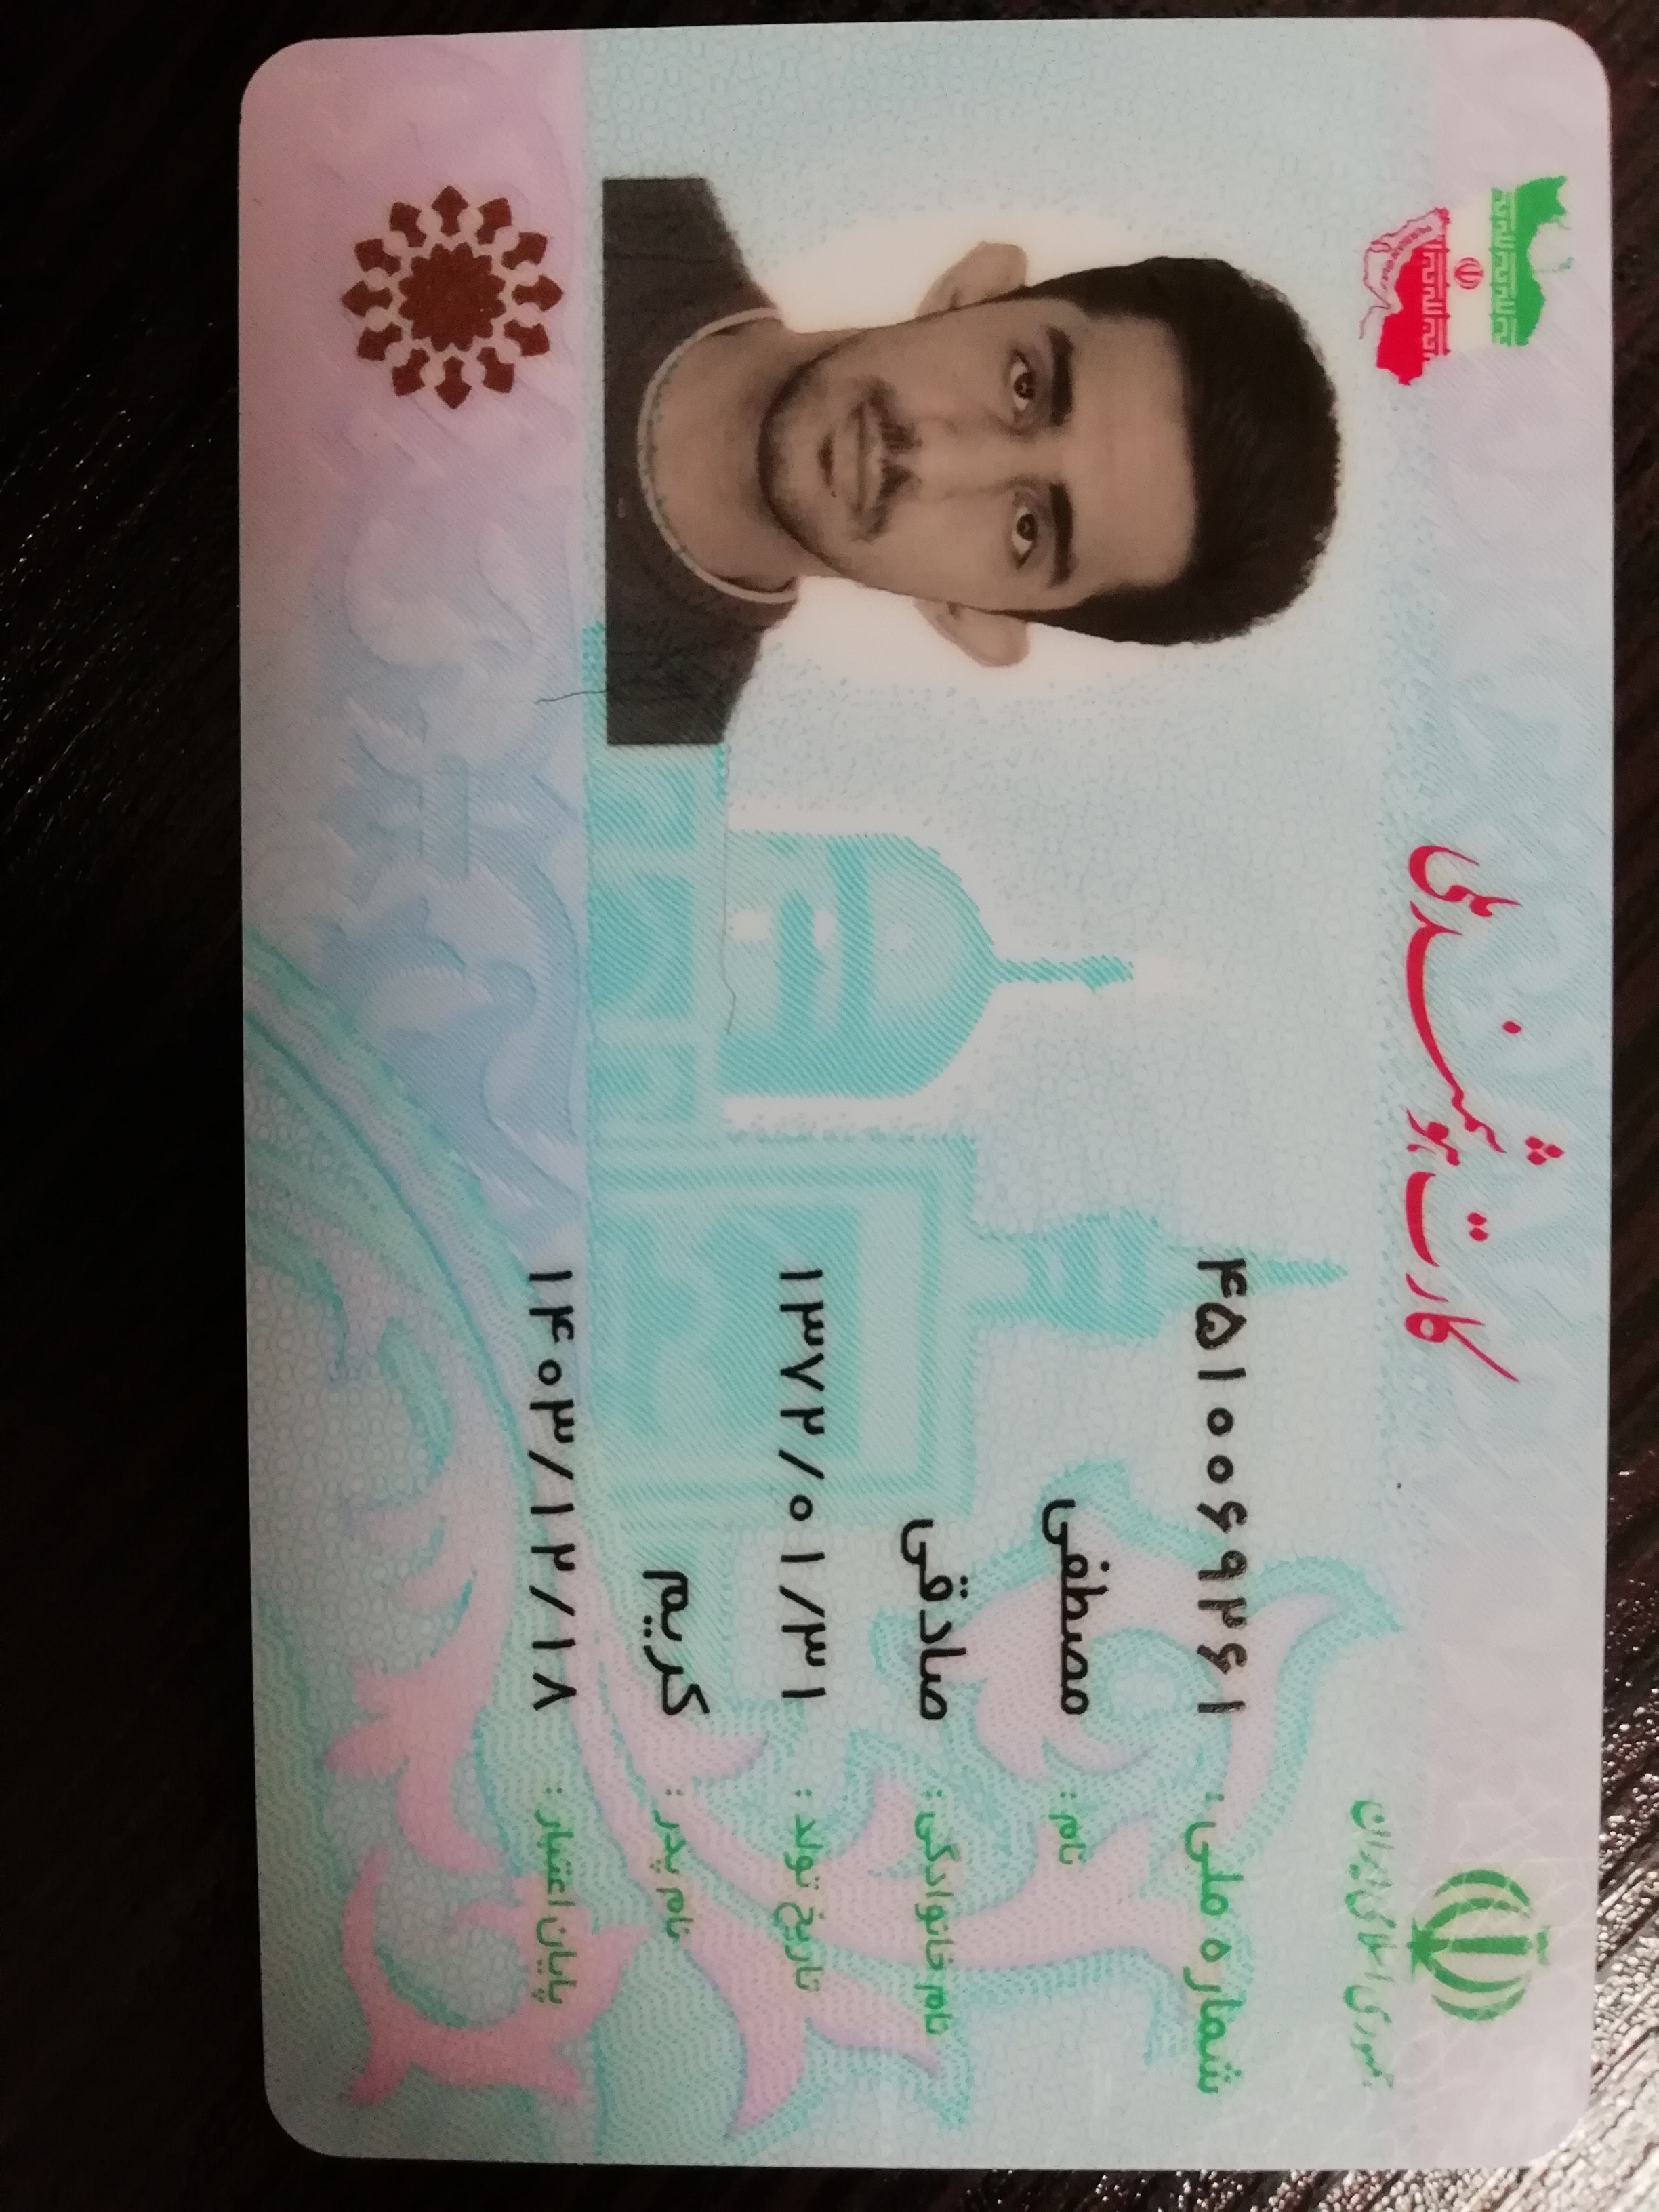 جمهوری اسلامی ایران
کارت هوشمند ملی
شماره ملی: ۴۵۱۰۰۶۹۲۶۱
نام: مصطفی
نام خانوادگی: صادقی
تاریخ تولد: ۱۳۷۲/۰۱/۳۱
نام پدر: کریم
پایان اعتبار: ۱۴۰۳/۱۲/۱۸